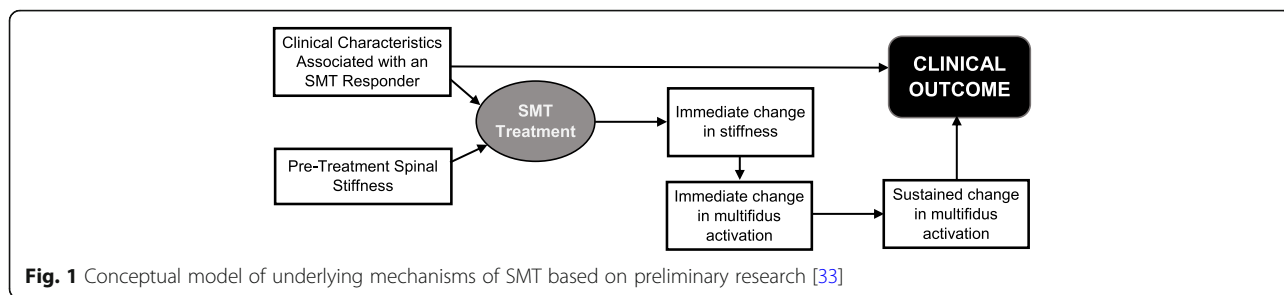 Clinical Characteristics
Associated with an
SMT Responder
CLINICAL
OUTCOME
SMT
Treatment
Immediate change
in stiffness
Pre-Treatment Spinal
Stiffness
Immediate change
in multifidus
activation
Sustained change
in multifidus
activation
Fig. 1 Conceptual model of underlying mechanisms of SMT based on preliminary research [33]